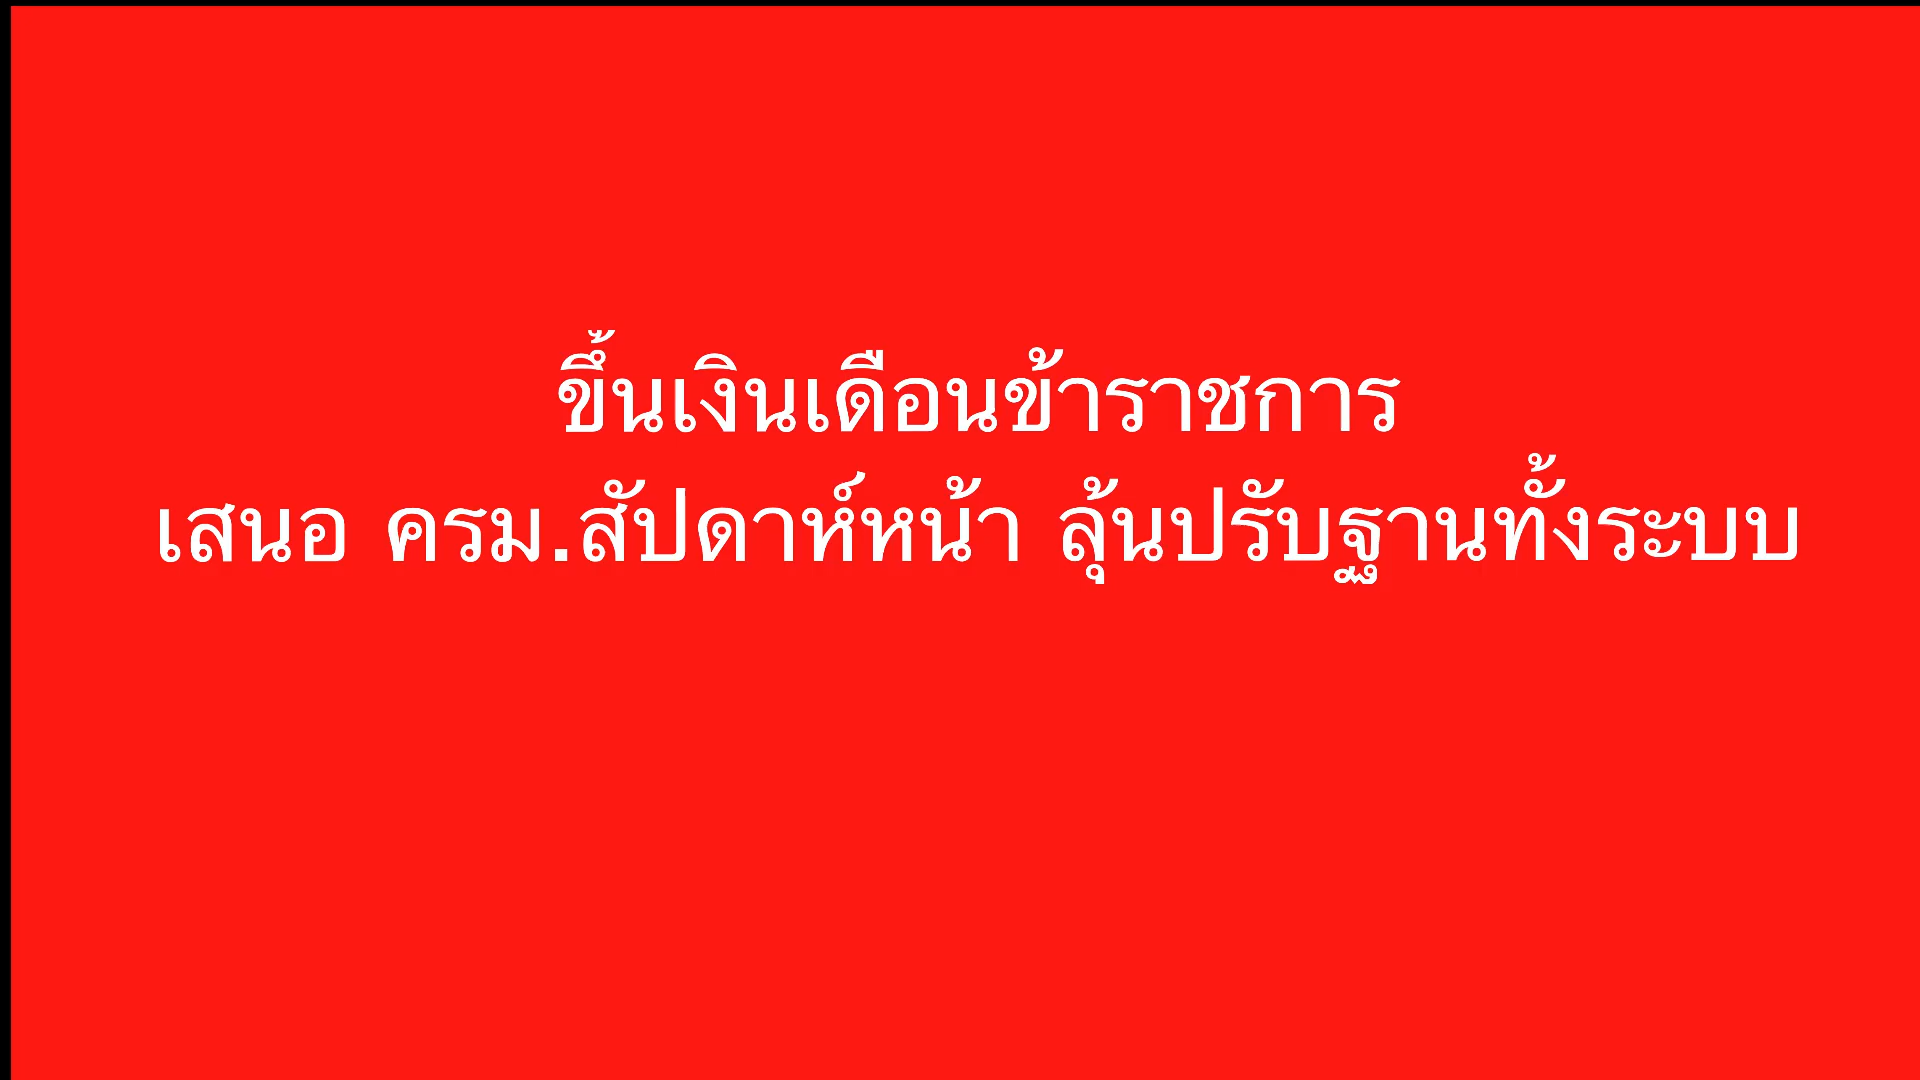 ขึ้นเงินเดือนข้าราชการ
เสนอ ครม.สัปดาห์หน้า ลุ้นปรับฐานทั้งระบบ